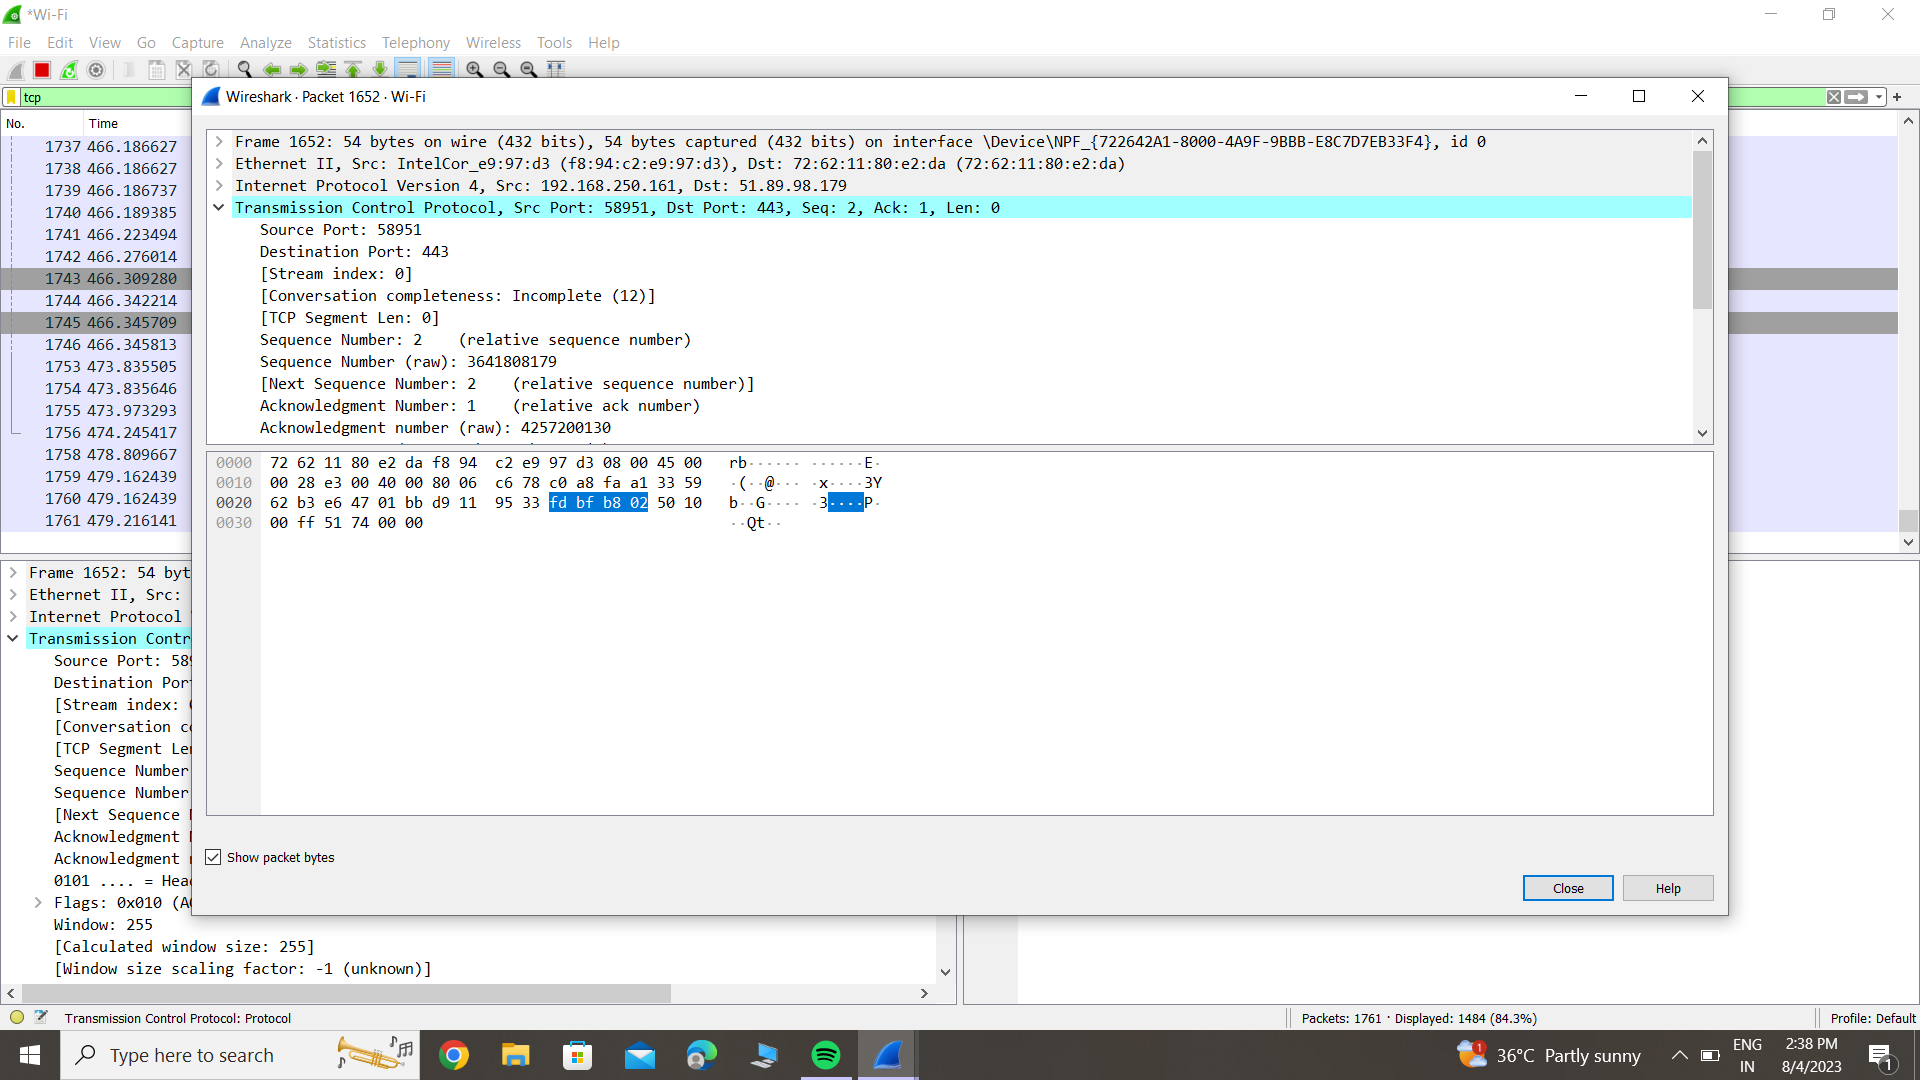 *Wi-Fi
File Edit View Go Capture Analyze Statistics Telephony Wireless Tools Help
tcp
Wireshark · Packet 1652 · Wi-Fi
No. Time
1737 466.186627
1738 466.186627
1739 466.186737
1740 466.189385
1741 466.223494
1742 466.276014
1743 466.309280
1744 466.342214
1745 466.345709
1746 466.345813
1753 473.835505
1754 473.835646
1755 473.973293
1756 474.245417
1758 478.809667
1759 479.162439
1760 479.162439
1761 479.216141
Frame 1652: 54 bytes on wire (432 bits), 54 bytes captured (432 bits) on interface \Device\NPF_{722642A1-8000-4A9F-9BBB-E8C7D7EB33F4}, id 0
Ethernet II, Src: IntelCor_e9:97:d3 (f8:94:c2:e9:97:d3), Dst: 72:62:11:80:e2:da (72:62:11:80:e2:da)
Internet Protocol Version 4, Src: 192.168.250.161, Dst: 51.89.98.179
Transmission Control Protocol, Src Port: 58951, Dst Port: 443, Seq: 2, Ack: 1, Len: 0
Source Port: 58951
Destination Port: 443
[Stream index: 0]
[Conversation completeness: Incomplete (12)]
[TCP Segment Len: 0]
Sequence Number: 2 (relative sequence number)
Sequence Number (raw): 3641808179
[Next Sequence Number: 2 (relative sequence number)]
Acknowledgment Number: 1 (relative ack number)
Acknowledgment number (raw): 4257200130
0000 72 62 11 80 e2 da f8 94 c2 e9 97 d3 08 00 45 00 rb······ ······E·
0010 00 28 e3 00 40 00 80 06 c6 78 c0 a8 fa a1 33 59 ·(··@··· ·x····3Y
0020 62 b3 e6 47 01 bb d9 11 95 33 fd bf b8 02 50 10 b··G···· ·3····P·
0030 00 ff 51 74 00 00 ··Qt··
Show packet bytes
Close Help
Frame 1652: 54 byt
Ethernet II, Src:
Internet Protocol
Transmission Contr
Source Port: 58
Destination Por
[Stream index:
[Conversation c
[TCP Segment Le
Sequence Number
Sequence Number
[Next Sequence
Acknowledgment
Acknowledgment
0101 .... = Hea
Flags: 0x010 (A
Window: 255
[Calculated window size: 255]
[Window size scaling factor: -1 (unknown)]
Transmission Control Protocol: Protocol
Packets: 1761 · Displayed: 1484 (84.3%)
Profile: Default
Type here to search
1
36°C Partly sunny
ENG
IN
2:38 PM
8/4/2023
1